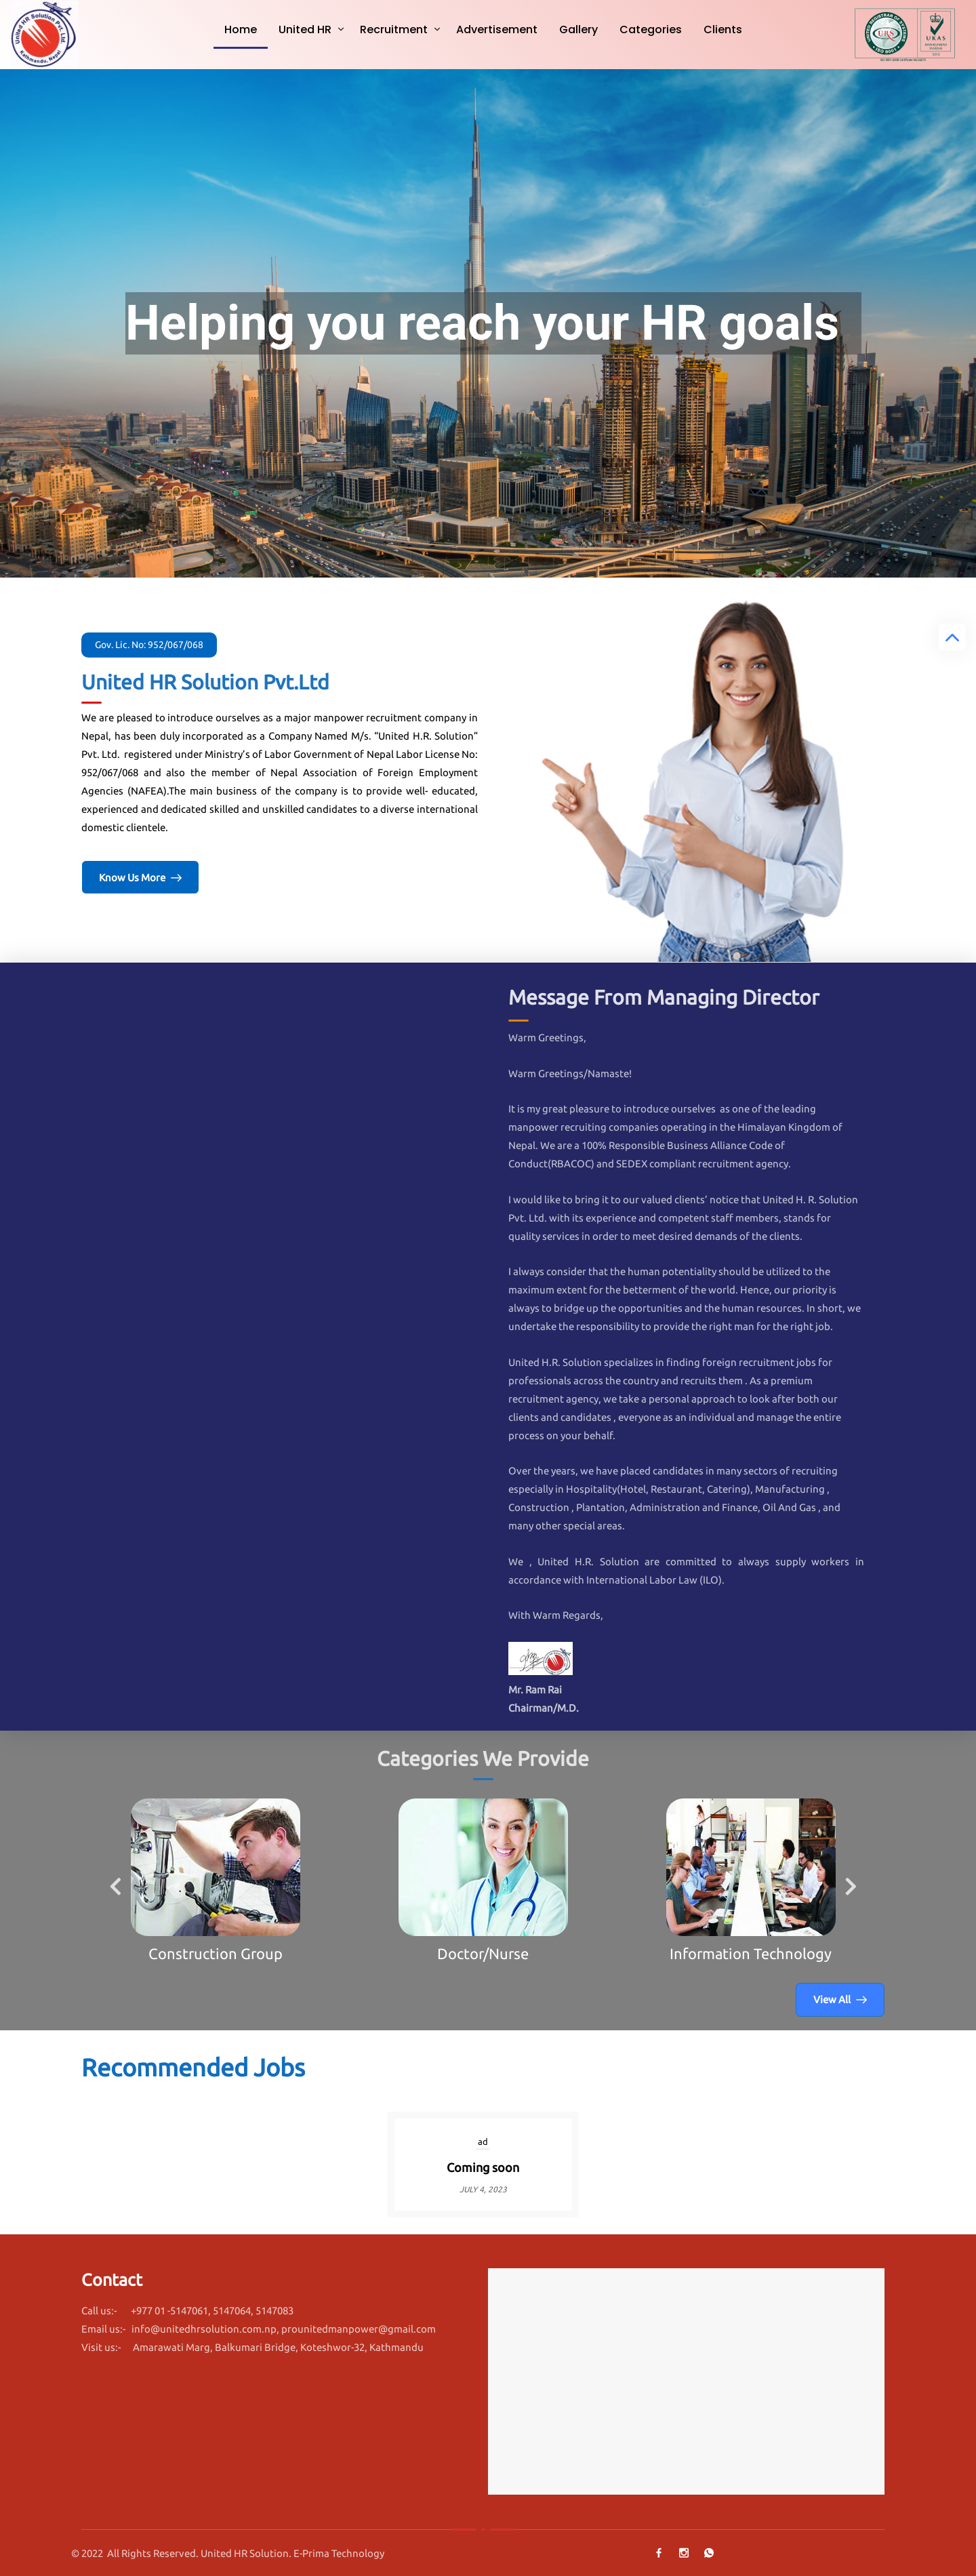 United HR Solution Pvt. Ltd.
Kathmandu, Nepal
Home
United HR
Recruitment
Advertisement
Gallery
Categories
Clients
URS
ISO 9001
UKAS
MANAGEMENT
SYSTEMS
Helping you reach your HR goals
Gov. Lic. No: 952/067/068
United HR Solution Pvt.Ltd
We are pleased to introduce ourselves as a major manpower recruitment company in
Nepal, has been duly incorporated as a Company Named M/s. “United H.R. Solution”
Pvt. Ltd. registered under Ministry’s of Labor Government of Nepal Labor License No:
952/067/068 and also the member of Nepal Association of Foreign Employment
Agencies (NAFEA).The main business of the company is to provide well- educated,
experienced and dedicated skilled and unskilled candidates to a diverse international
domestic clientele.
Know Us More
Message From Managing Director
Warm Greetings,
Warm Greetings/Namaste!
It is my great pleasure to introduce ourselves as one of the leading
manpower recruiting companies operating in the Himalayan Kingdom of
Nepal. We are a 100% Responsible Business Alliance Code of
Conduct(RBACOC) and SEDEX compliant recruitment agency.
I would like to bring it to our valued clients’ notice that United H. R. Solution
Pvt. Ltd. with its experience and competent staff members, stands for
quality services in order to meet desired demands of the clients.
I always consider that the human potentiality should be utilized to the
maximum extent for the betterment of the world. Hence, our priority is
always to bridge up the opportunities and the human resources. In short, we
undertake the responsibility to provide the right man for the right job.
United H.R. Solution specializes in finding foreign recruitment jobs for
professionals across the country and recruits them . As a premium
recruitment agency, we take a personal approach to look after both our
clients and candidates , everyone as an individual and manage the entire
process on your behalf.
Over the years, we have placed candidates in many sectors of recruiting
especially in Hospitality(Hotel, Restaurant, Catering), Manufacturing ,
Construction , Plantation, Administration and Finance, Oil And Gas , and
many other special areas.
We , United H.R. Solution are committed to always supply workers in
accordance with International Labor Law (ILO).
With Warm Regards,
Mr. Ram Rai
Chairman/M.D.
Categories We Provide
Construction Group
Doctor/Nurse
Information Technology
View All
Recommended Jobs
ad
Coming soon
JULY 4, 2023
Contact
Call us:- +977 01 -5147061, 5147064, 5147083
Email us:- info@unitedhrsolution.com.np, prounitedmanpower@gmail.com
Visit us:- Amarawati Marg, Balkumari Bridge, Koteshwor-32, Kathmandu
© 2022 All Rights Reserved. United HR Solution. E-Prima Technology